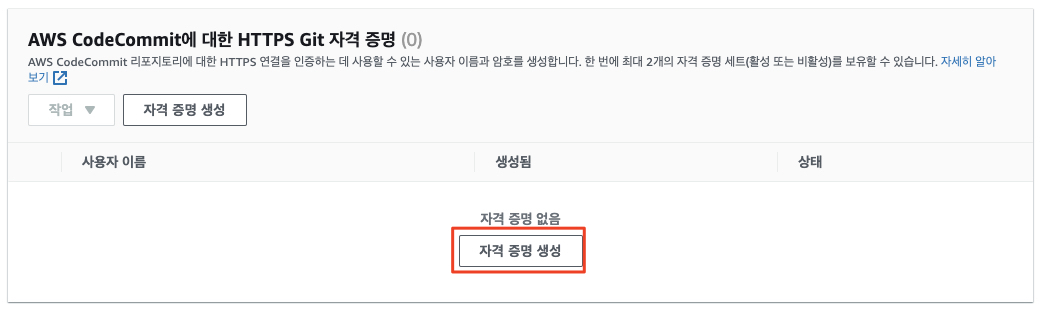 AWS CodeCommit에 대한 HTTPS Git 자격 증명 (0)
AWS CodeCommit 리포지토리에 대한 HTTPS 연결을 인증하는 데 사용할 수 있는 사용자 이름과 암호를 생성합니다. 한 번에 최대 2개의 자격 증명 세트(활성 또는 비활성)를 보유할 수 있습니다. 자세히 알아
보기
작업 자격 증명 생성
사용자 이름 생성됨 상태
자격 증명 없음
자격 증명 생성